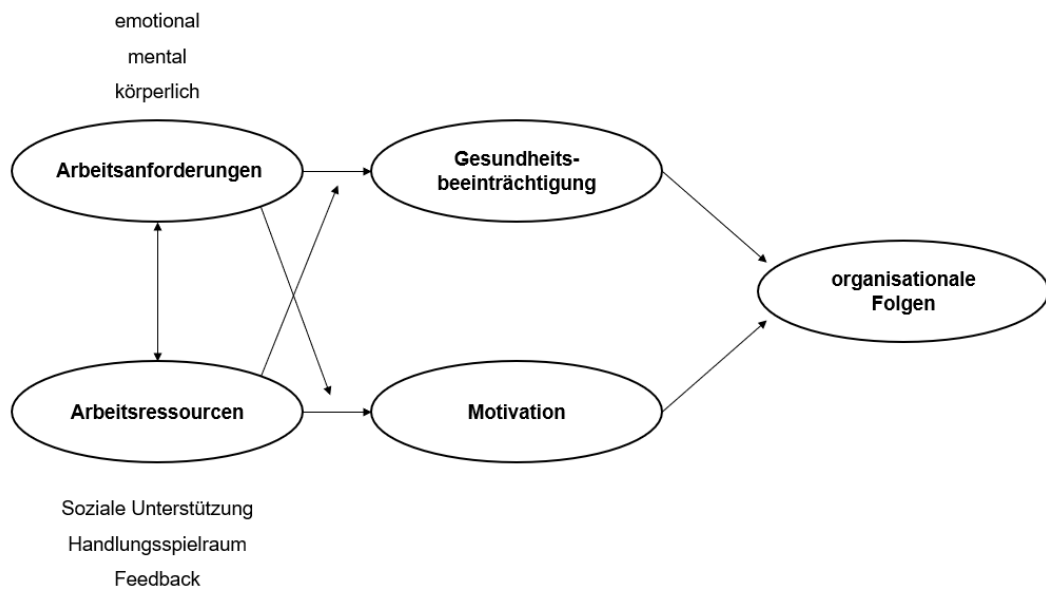 emotional
mental
körperlich
Arbeitsanforderungen
Gesundheits-
beeinträchtigung
organisationale
Folgen
Arbeitsressourcen
Motivation
Soziale Unterstützung
Handlungsspielraum
Feedback